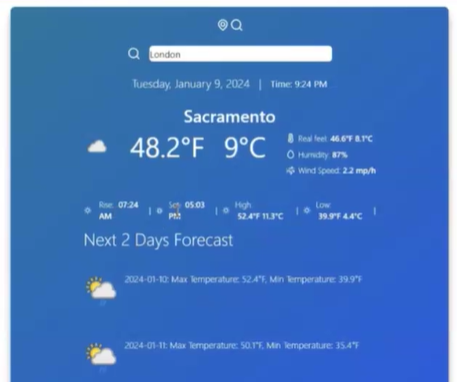 London
Tuesday, January 9, 2024 | Time: 9:24 PM
Sacramento
48.2°F 9°C
Real feel: 46.6°F 8.1°C
Humidity: 87%
Wind Speed: 2.2 mp/h
Rise: 07:24 AM | Set: 05:03 PM | High: 52.4°F 11.3°C | Low: 39.9°F 4.4°C |
Next 2 Days Forecast
2024-01-10: Max Temperature: 52.4°F, Min Temperature: 39.9°F
2024-01-11: Max Temperature: 50.1°F, Min Temperature: 35.4°F